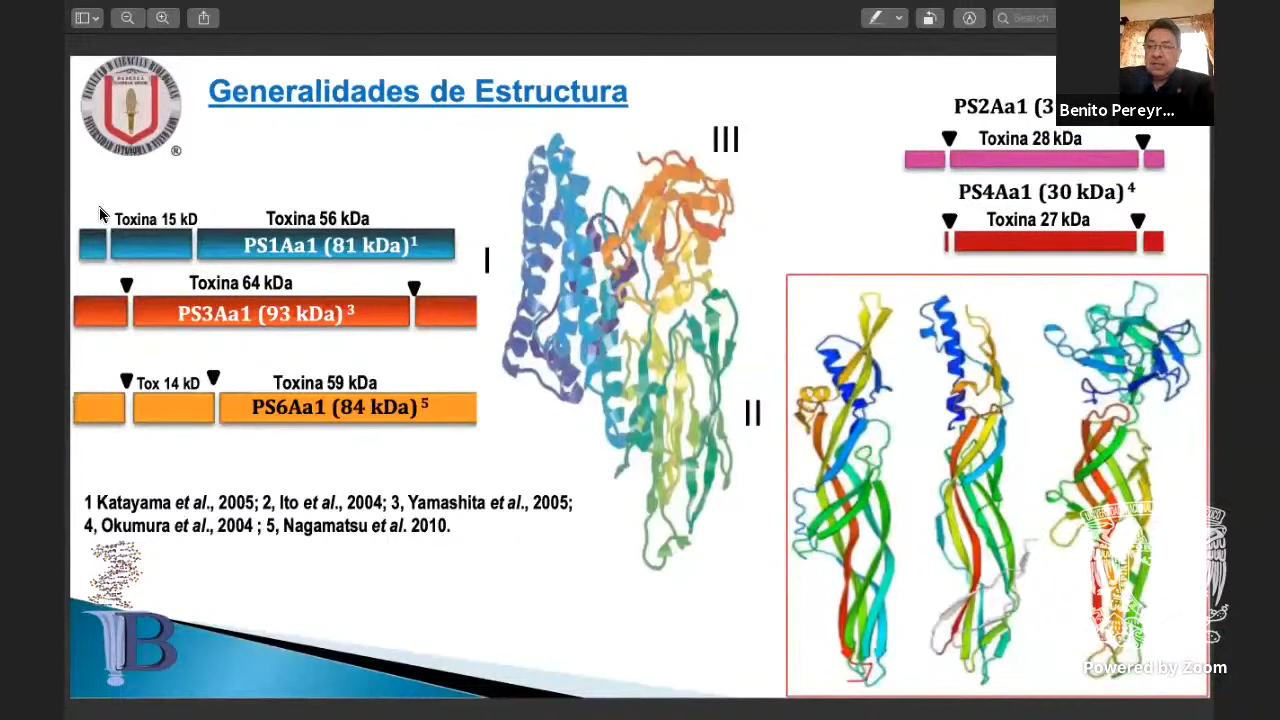 Search
Benito Pereyr...
Generalidades de Estructura
III
PS2Aa1 (3
Toxina 28 kDa
PS4Aa1 (30 kDa) 4
Toxina 27 kDa
Toxina 15 kD
Toxina 56 kDa
PS1Aa1 (81 kDa)1
I
Toxina 64 kDa
PS3Aa1 (93 kDa) 3
Tox 14 kD
Toxina 59 kDa
PS6Aa1 (84 kDa) 5
II
1 Katayama et al., 2005; 2, Ito et al., 2004; 3, Yamashita et al., 2005;
4, Okumura et al., 2004 ; 5, Nagamatsu et al. 2010.
B
®
Powered by Zoom